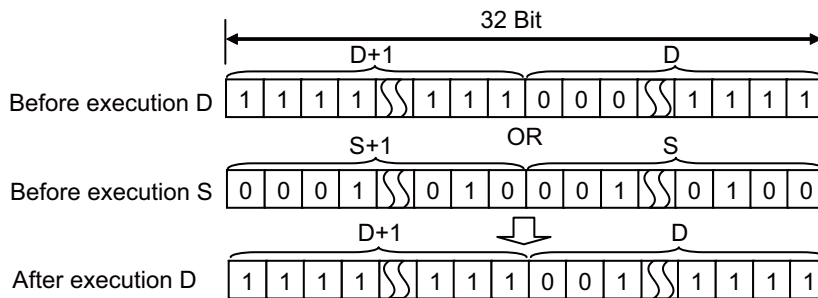 32 Bit
D+1 D
Before execution D 1 1 1 1 1 1 1 0 0 0 1 1 1 1
OR
S+1 S
Before execution S 0 0 0 1 0 1 0 0 0 1 0 1 0 0
D+1 D
After execution D 1 1 1 1 1 1 1 0 0 1 1 1 1 1